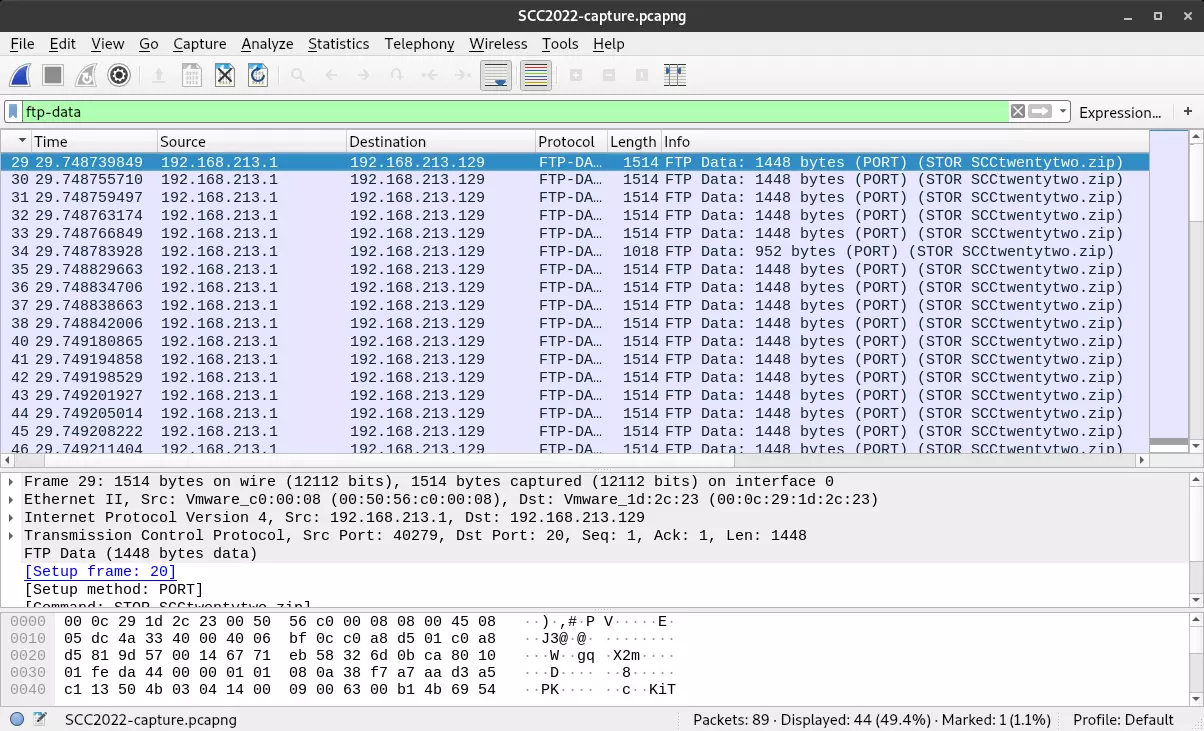 SCC2022-capture.pcapng
File Edit View Go Capture Analyze Statistics Telephony Wireless Tools Help
ftp-data
Expression...
+
Time Source Destination Protocol Length Info
29 29.748739849 192.168.213.1 192.168.213.129 FTP-DA… 1514 FTP Data: 1448 bytes (PORT) (STOR SCCtwentytwo.zip)
30 29.748755710 192.168.213.1 192.168.213.129 FTP-DA… 1514 FTP Data: 1448 bytes (PORT) (STOR SCCtwentytwo.zip)
31 29.748759497 192.168.213.1 192.168.213.129 FTP-DA… 1514 FTP Data: 1448 bytes (PORT) (STOR SCCtwentytwo.zip)
32 29.748763174 192.168.213.1 192.168.213.129 FTP-DA… 1514 FTP Data: 1448 bytes (PORT) (STOR SCCtwentytwo.zip)
33 29.748766849 192.168.213.1 192.168.213.129 FTP-DA… 1514 FTP Data: 1448 bytes (PORT) (STOR SCCtwentytwo.zip)
34 29.748783928 192.168.213.1 192.168.213.129 FTP-DA… 1018 FTP Data: 952 bytes (PORT) (STOR SCCtwentytwo.zip)
35 29.748829663 192.168.213.1 192.168.213.129 FTP-DA… 1514 FTP Data: 1448 bytes (PORT) (STOR SCCtwentytwo.zip)
36 29.748834706 192.168.213.1 192.168.213.129 FTP-DA… 1514 FTP Data: 1448 bytes (PORT) (STOR SCCtwentytwo.zip)
37 29.748838663 192.168.213.1 192.168.213.129 FTP-DA… 1514 FTP Data: 1448 bytes (PORT) (STOR SCCtwentytwo.zip)
38 29.748842006 192.168.213.1 192.168.213.129 FTP-DA… 1514 FTP Data: 1448 bytes (PORT) (STOR SCCtwentytwo.zip)
40 29.749180865 192.168.213.1 192.168.213.129 FTP-DA… 1514 FTP Data: 1448 bytes (PORT) (STOR SCCtwentytwo.zip)
41 29.749194858 192.168.213.1 192.168.213.129 FTP-DA… 1514 FTP Data: 1448 bytes (PORT) (STOR SCCtwentytwo.zip)
42 29.749198529 192.168.213.1 192.168.213.129 FTP-DA… 1514 FTP Data: 1448 bytes (PORT) (STOR SCCtwentytwo.zip)
43 29.749201927 192.168.213.1 192.168.213.129 FTP-DA… 1514 FTP Data: 1448 bytes (PORT) (STOR SCCtwentytwo.zip)
44 29.749205014 192.168.213.1 192.168.213.129 FTP-DA… 1514 FTP Data: 1448 bytes (PORT) (STOR SCCtwentytwo.zip)
45 29.749208222 192.168.213.1 192.168.213.129 FTP-DA… 1514 FTP Data: 1448 bytes (PORT) (STOR SCCtwentytwo.zip)
46 29.749211404 192.168.213.1 192.168.213.129 FTP-DA… 1514 FTP Data: 1448 bytes (PORT) (STOR SCCtwentytwo.zip)
Frame 29: 1514 bytes on wire (12112 bits), 1514 bytes captured (12112 bits) on interface 0
Ethernet II, Src: Vmware_c0:00:08 (00:50:56:c0:00:08), Dst: Vmware_1d:2c:23 (00:0c:29:1d:2c:23)
Internet Protocol Version 4, Src: 192.168.213.1, Dst: 192.168.213.129
Transmission Control Protocol, Src Port: 40279, Dst Port: 20, Seq: 1, Ack: 1, Len: 1448
FTP Data (1448 bytes data)
[Setup frame: 20]
[Setup method: PORT]
[Command: STOR SCCtwentytwo.zip]
0000 00 0c 29 1d 2c 23 00 50 56 c0 00 08 08 00 45 08 ··)·,#·P V·····E·
0010 05 dc 4a 33 40 00 40 06 bf 0c c0 a8 d5 01 c0 a8 ··J3@·@· ········
0020 d5 81 9d 57 00 14 67 71 eb 58 32 6d 0b ca 80 10 ···W··gq ·X2m····
0030 01 fe da 44 00 00 01 01 08 0a 38 f7 a7 aa d3 a5 ···D···· ··8·····
0040 c1 13 50 4b 03 04 14 00 09 00 63 00 b1 4b 69 54 ··PK···· ··c··KiT
SCC2022-capture.pcapng
Packets: 89 · Displayed: 44 (49.4%) · Marked: 1 (1.1%)
Profile: Default